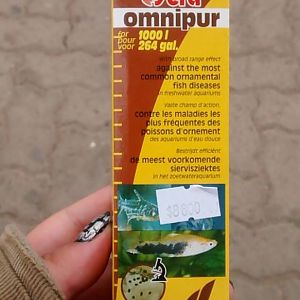 sera
omnipur
for
pour
voor
1000 l
264 gal.
with broad range effect
against the most
common ornamental
fish diseases
in freshwater aquariums
Vaste champ d'action,
contre les maladies les
plus fréquentes des
poissons d'ornement
des aquariums d'eau douce
Bestrijdt efficiënt
de meest voorkomende
siervisziektes
in het zoetwateraquarium